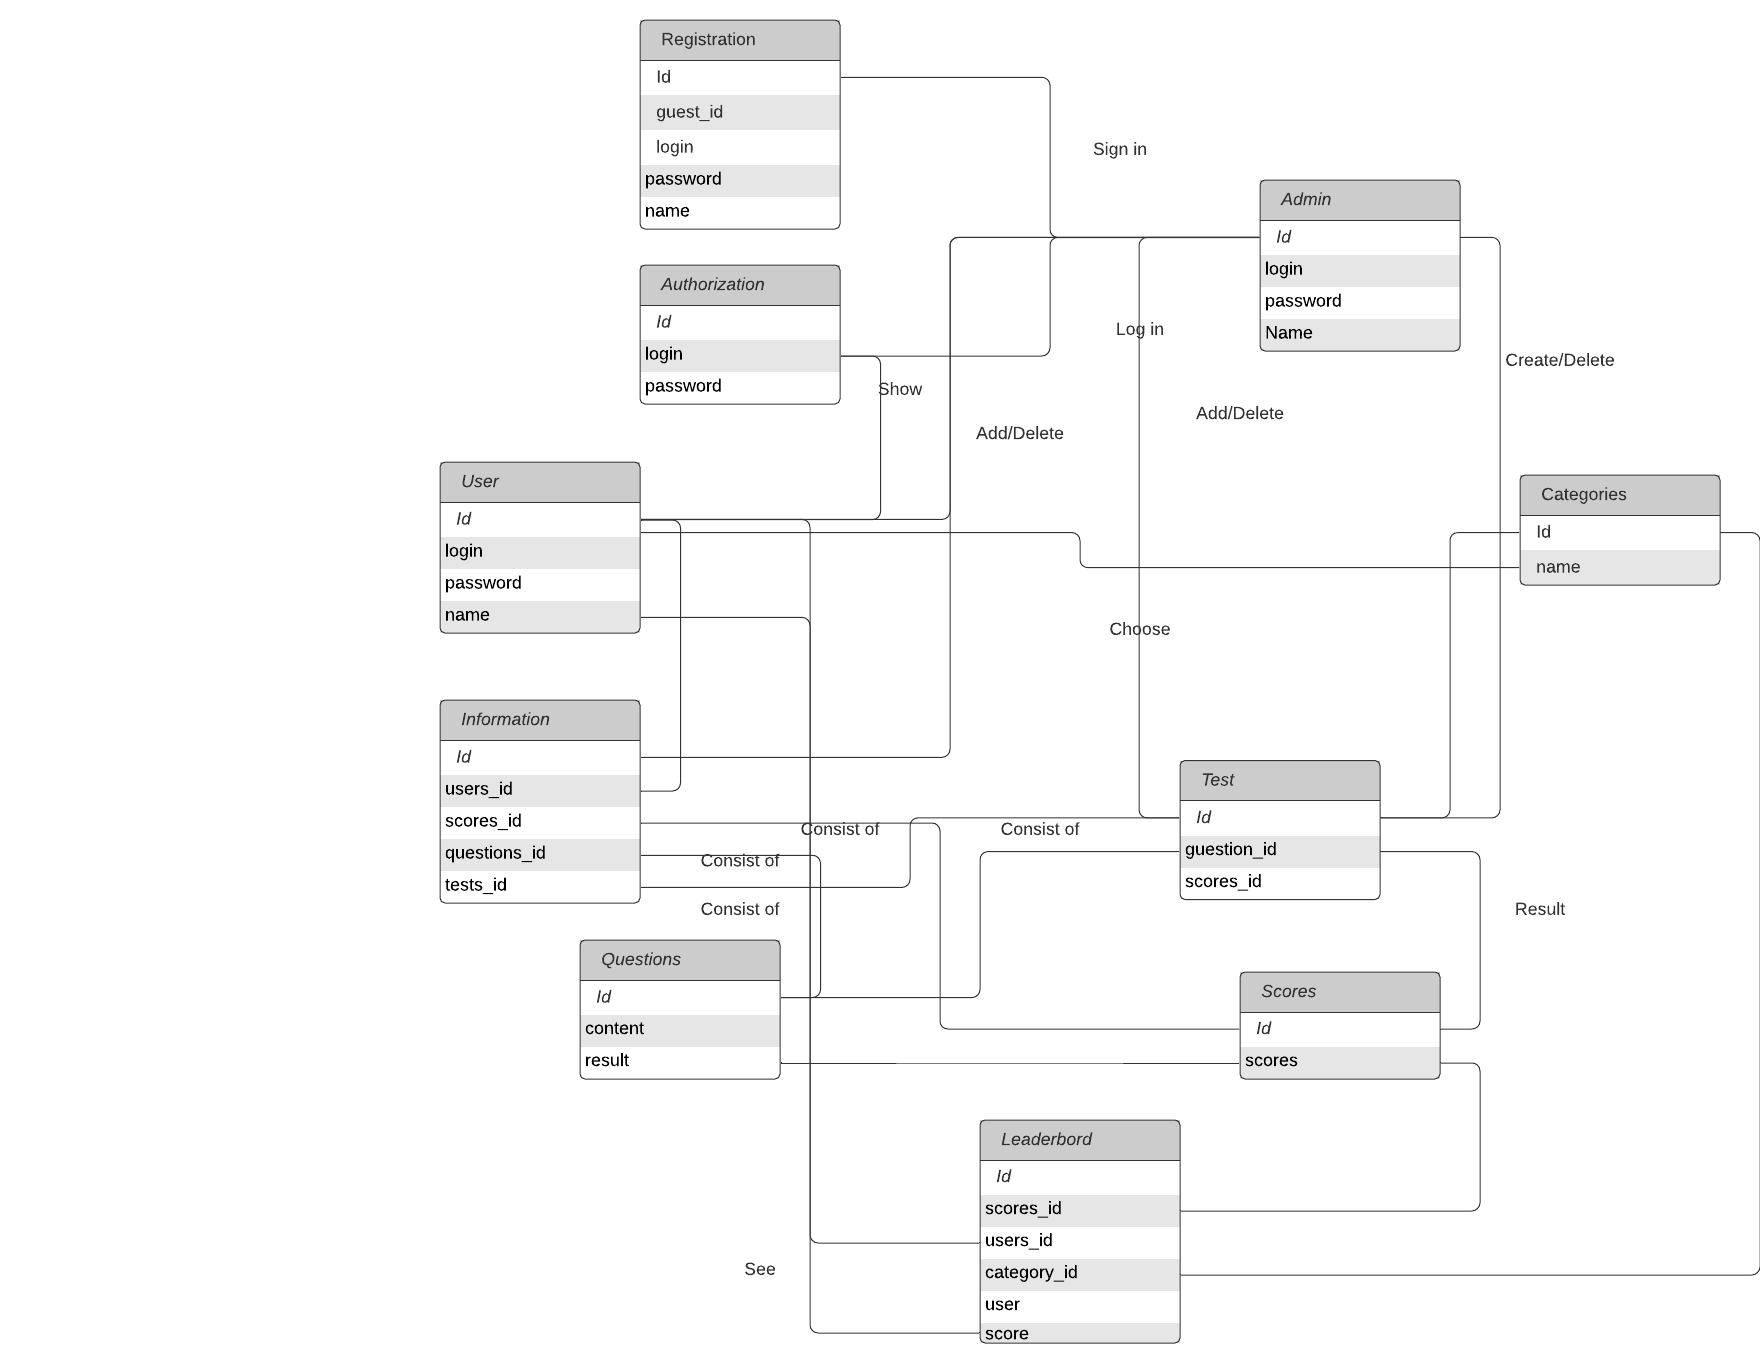 Registration
Id
guest_id
login
password
name
Sign in
Admin
Id
login
password
Name
Authorization
Id
login
password
Log in
Show
Create/Delete
Add/Delete
Add/Delete
User
Id
login
password
name
Categories
Id
name
Choose
Information
Id
users_id
scores_id
questions_id
tests_id
Test
Id
guestion_id
scores_id
Consist of
Consist of
Consist of
Consist of
Result
Questions
Id
content
result
Scores
Id
scores
Leaderbord
Id
scores_id
users_id
category_id
user
score
See